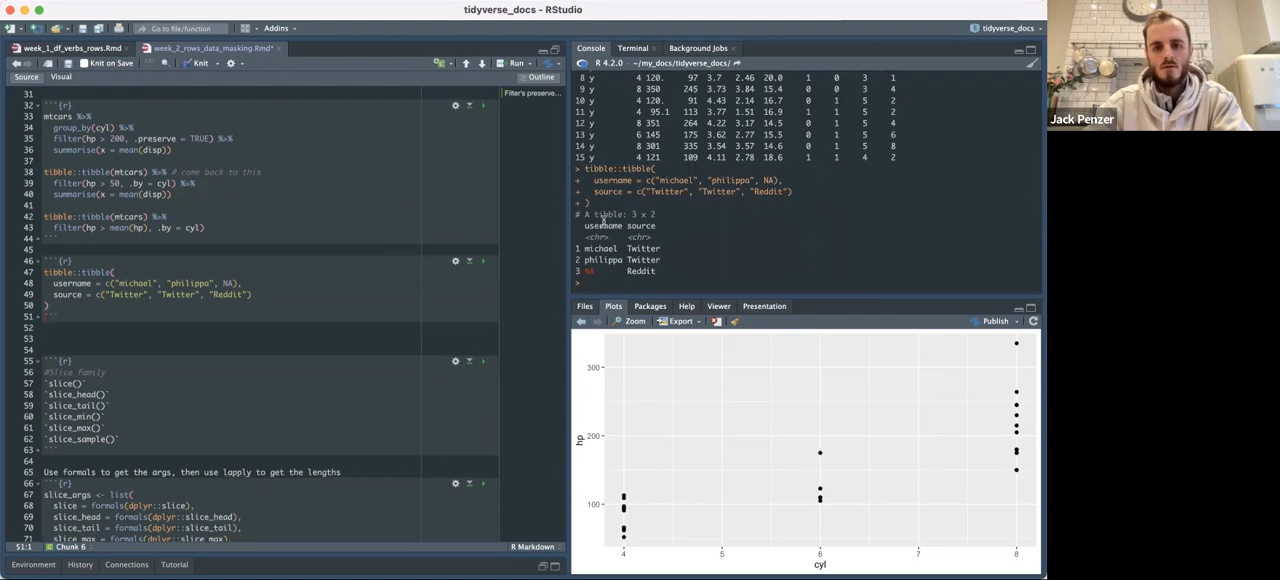 tidyverse_docs - RStudio
Go to file/function
Addins
tidyverse_docs
week_1_df_verbs_rows.Rmd
week_2_rows_data_masking.Rmd*
Knit on Save
Knit
Run
Source
Visual
Outline
Filter's preserve...
31
32 ```{r}
33 mtcars %>%
34 group_by(cyl) %>%
35 filter(hp > 200, .preserve = TRUE) %>%
36 summarise(x = mean(disp))
37
38 tibble::tibble(mtcars) %>% # come back to this
39 filter(hp > 50, .by = cyl) %>%
40 summarise(x = mean(disp))
41
42 tibble::tibble(mtcars) %>%
43 filter(hp > mean(hp), .by = cyl)
44 ```
45
46 ```{r}
47 tibble::tibble(
48 username = c("michael", "philippa", NA),
49 source = c("Twitter", "Twitter", "Reddit")
50 )
51 ```
52
53
54
55 ```{r}
56 #Slice family
57 `slice()`
58 `slice_head()`
59 `slice_tail()`
60 `slice_min()`
61 `slice_max()`
62 `slice_sample()`
63 ```
64
65 Use formals to get the args, then use lapply to get the lengths
66 ```{r}
67 slice_args <- list(
68 slice = formals(dplyr::slice),
69 slice_head = formals(dplyr::slice_head),
70 slice_tail = formals(dplyr::slice_tail),
71 slice_max = formals(dplyr::slice_max),
51:1
Chunk 6
R Markdown
Environment
History
Connections
Tutorial
Console
Terminal
Background Jobs
R 4.2.0 · ~/my_docs/tidyverse_docs/
8 y 4 120. 97 3.7 2.46 20.0 1 0 3 1
9 y 8 350 245 3.73 3.84 15.4 0 0 3 4
10 y 4 120. 91 4.43 2.14 16.7 0 1 5 2
11 y 4 95.1 113 3.77 1.51 16.9 1 1 5 2
12 y 8 351 264 4.22 3.17 14.5 0 1 5 4
13 y 6 145 175 3.62 2.77 15.5 0 1 5 6
14 y 8 301 335 3.54 3.57 14.6 0 1 5 8
15 y 4 121 109 4.11 2.78 18.6 1 1 4 2
> tibble::tibble(
+ username = c("michael", "philippa", NA),
+ source = c("Twitter", "Twitter", "Reddit")
+ )
# A tibble: 3 × 2
username source
<chr> <chr>
1 michael Twitter
2 philippa Twitter
3 NA Reddit
>
Files
Plots
Packages
Help
Viewer
Presentation
Zoom
Export
Publish
300
200
100
hp
4 5 6 7 8
cyl
Jack Penzer